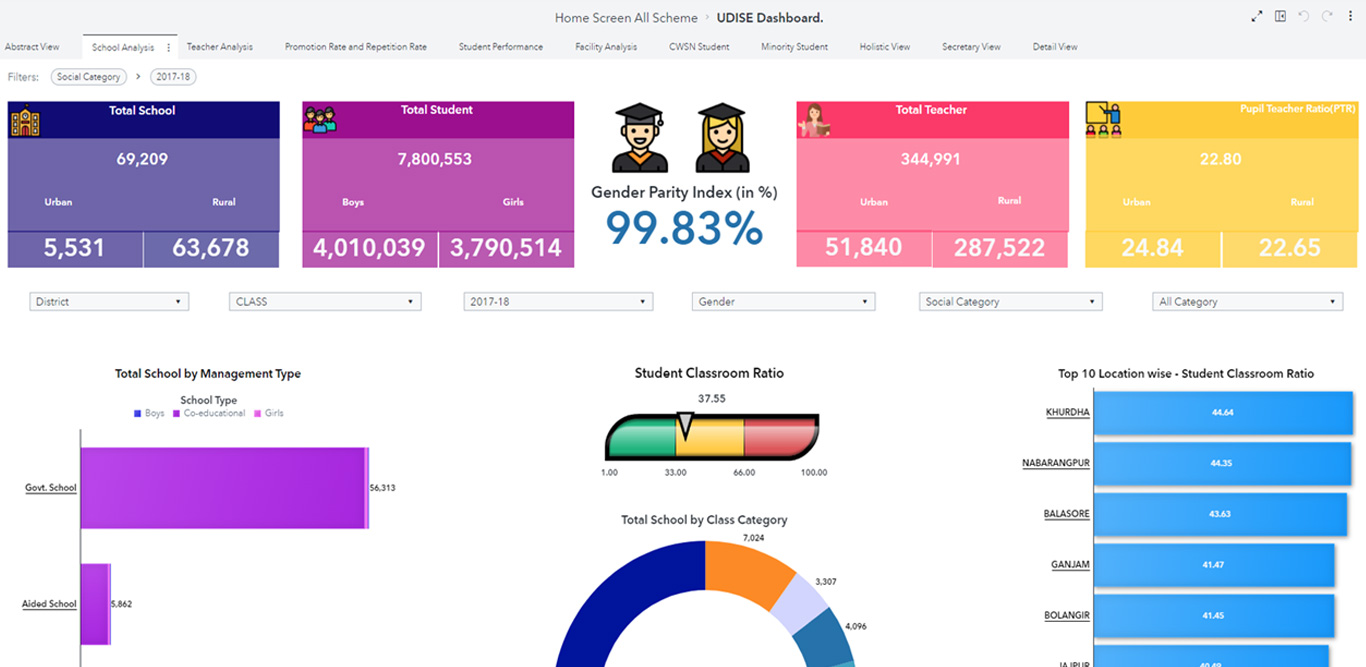 Home Screen All Scheme > UDISE Dashboard.
Abstract View School Analysis Teacher Analysis Promotion Rate and Repetition Rate Student Performance Facility Analysis CWSN Student Minority Student Holistic View Secretary View Detail View
Filters: Social Category > 2017-18
Total School
69,209
Urban Rural
5,531 63,678
Total Student
7,800,553
Boys Girls
4,010,039 3,790,514
Gender Parity Index (in %)
99.83%
Total Teacher
344,991
Urban Rural
51,840 287,522
Pupil Teacher Ratio(PTR)
22.80
Urban Rural
24.84 22.65
District CLASS 2017-18 Gender Social Category All Category
Total School by Management Type
School Type
Boys Co-educational Girls
Govt. School 56,313
Aided School 5,862
Student Classroom Ratio
37.55
1.00 33.00 66.00 100.00
Total School by Class Category
7,024
3,307
4,096
Top 10 Location wise - Student Classroom Ratio
KHURDHA 44.64
NABARANGPUR 44.35
BALASORE 43.63
GANJAM 41.47
BOLANGIR 41.45
JAJPUR 40.49